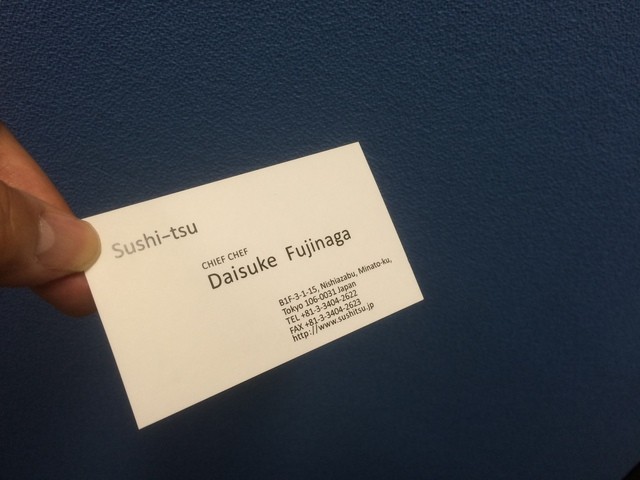 Sushi-tsu
CHIEF CHEF
Daisuke Fujinaga
B1F-3-1-15, Nishiazabu, Minato-ku,
Tokyo 106-0031 Japan
TEL +81-3-3404-2622
FAX +81-3-3404-2623
http://www.sushitsu.jp